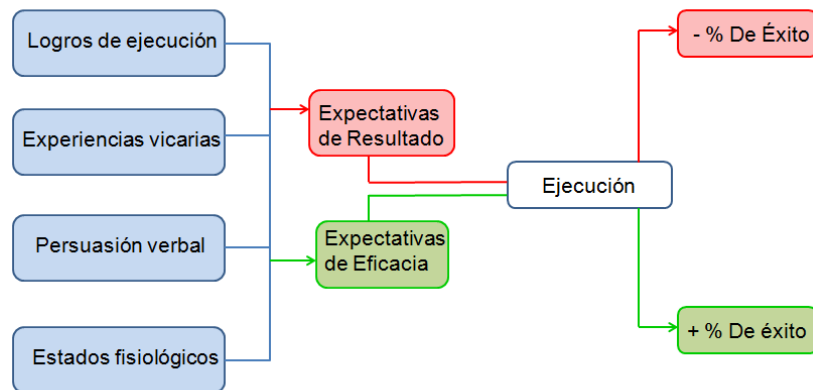 Logros de ejecución
Experiencias vicarias
Persuasión verbal
Estados fisiológicos
Expectativas
de Resultado
Expectativas
de Eficacia
Ejecución
- % De Éxito
+ % De éxito